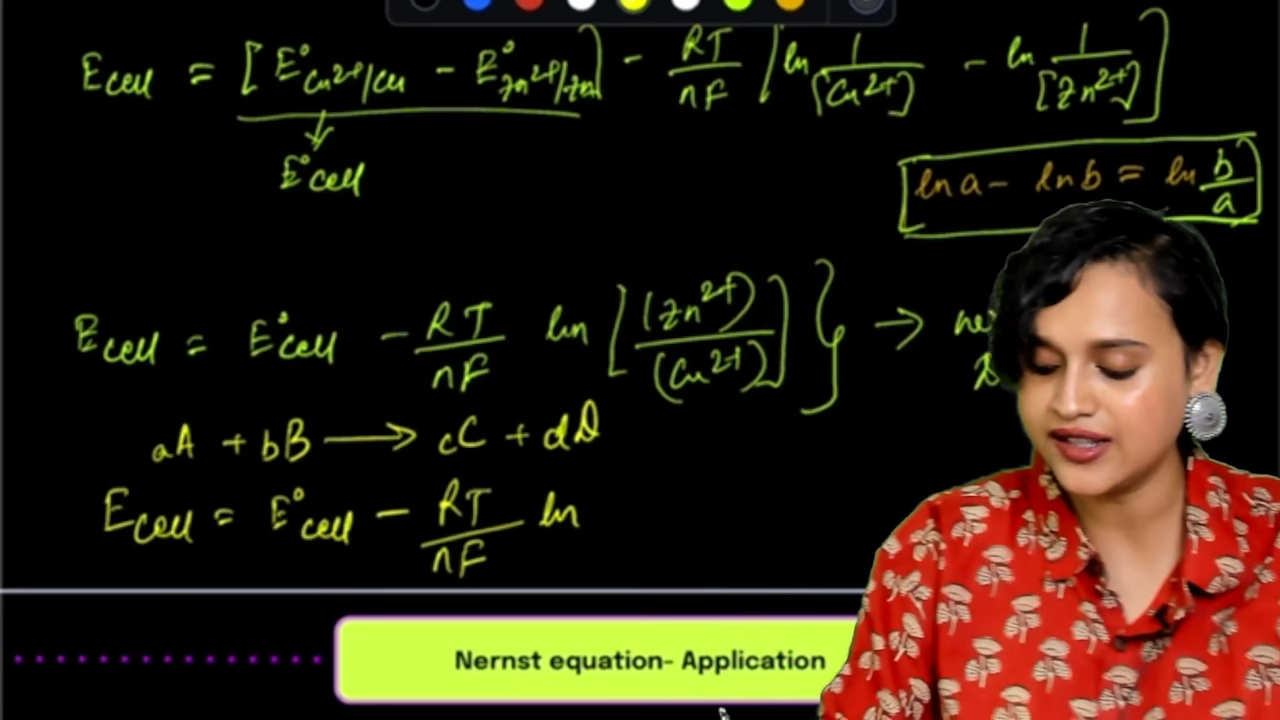 Ecell = [E°Cu2+/Cu - E°Zn2+/Zn] - RT/nF [ln 1/[Cu2+] - ln 1/[Zn2+]]
E°cell
ln a - ln b = ln b/a
Ecell = E°cell - RT/nF ln [(Zn2+)/(Cu2+)]} →
aA + bB → cC + dD
Ecell = E°cell - RT/nF ln
Nernst equation- Application